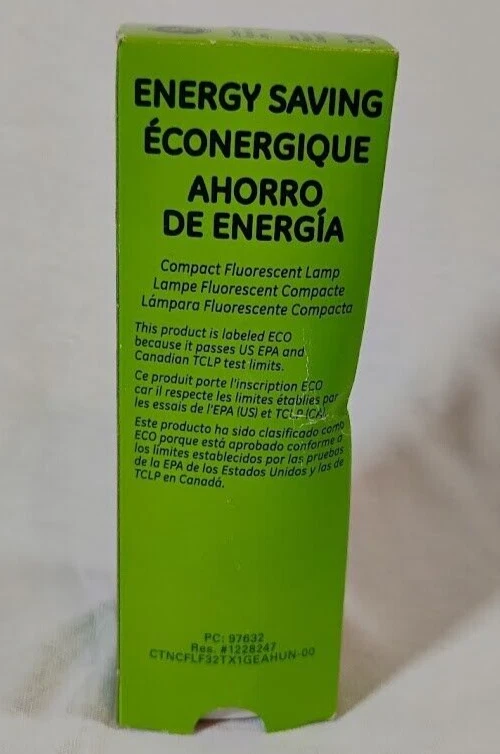 ENERGY SAVING
ÉCONERGIQUE
AHORRO
DE ENERGÍA
Compact Fluorescent Lamp
Lampe Fluorescent Compacte
Lámpara Fluorescente Compacta
This product is labeled ECO
because it passes US EPA and
Canadian TCLP test limits.
Ce produit porte l'inscription ECO
car il respecte les limites établies par
les essais de l'EPA (US) et TCLP (CA).
Este producto ha sido clasificado como
ECO porque está aprobado conforme a
los límites establecidos por las pruebas
de la EPA de los Estados Unidos y las de
TCLP en Canadá.
PC: 97632
Res. #1228247
CTNCFLF32TX1GEAHUN-00